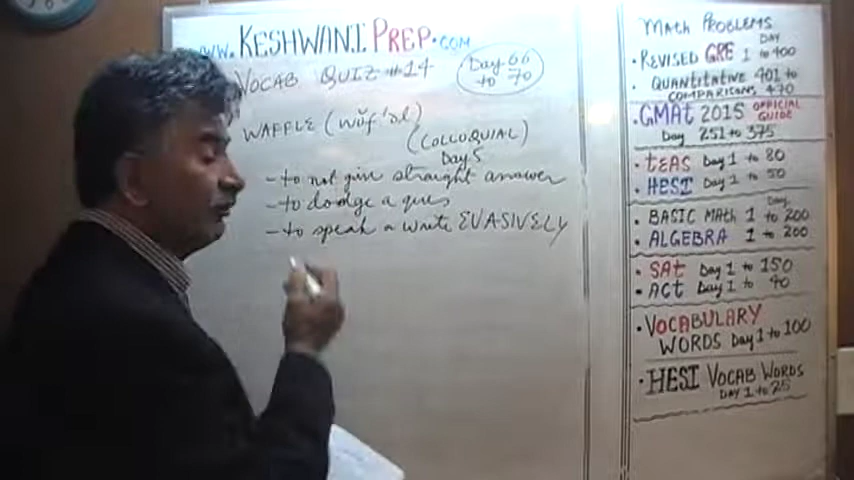 www.KESHWANI PREP.com
VOCAB QUIZ #14
Day 66 to 70
WAFFLE (wŏf'əl)
(COLLOQUIAL)
Day 5
- to not give straight answer
- to dodge a ques
- to speak a write EVASIVELY
MATH PROBLEMS
DAY
• REVISED GRE 1 to 400
• QUANTITATIVE 401 to
COMPARISONS 470
• GMAT 2015 OFFICIAL GUIDE
Day 251 to 375
• TEAS Day 1 to 80
• HESI Day 1 to 50
Day
• BASIC MATH 1 to 200
• ALGEBRA 1 to 200
• SAT Day 1 to 150
• ACT Day 1 to 40
• VOCABULARY
WORDS Day 1 to 100
• HESI VOCAB WORDS
DAY 1 to 25